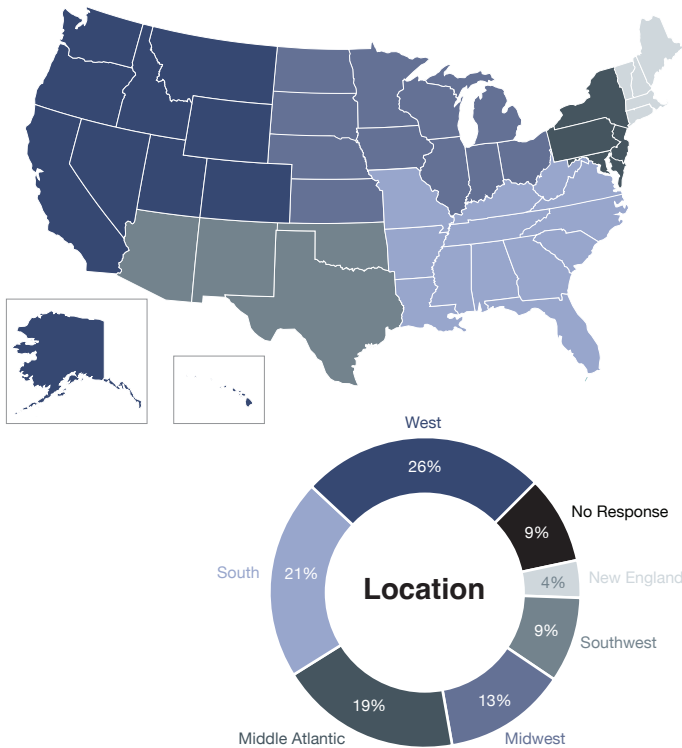 West
26%
No Response
9%
New England
4%
South
21%
Location
9%
Southwest
19%
13%
Middle Atlantic
Midwest